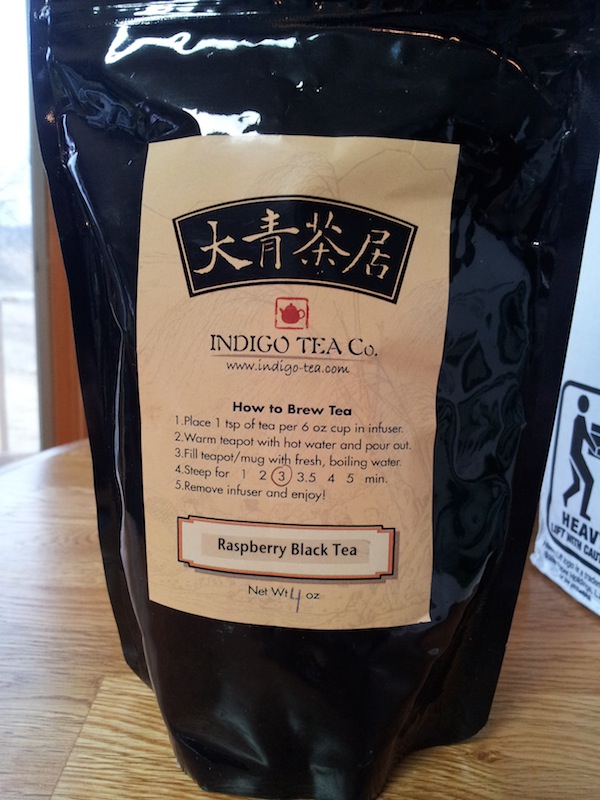 大青茶居
INDIGO TEA Co.
www.indigo-tea.com
How to Brew Tea
1.Place 1 tsp of tea per 6 oz cup in infuser.
2.Warm teapot with hot water and pour out.
3.Fill teapot/mug with fresh, boiling water.
4.Steep for 1 2 3 3.5 4 5 min.
5.Remove infuser and enjoy!
Raspberry Black Tea
Net Wt 4 oz
HEAV
LIFT WITH CAUT